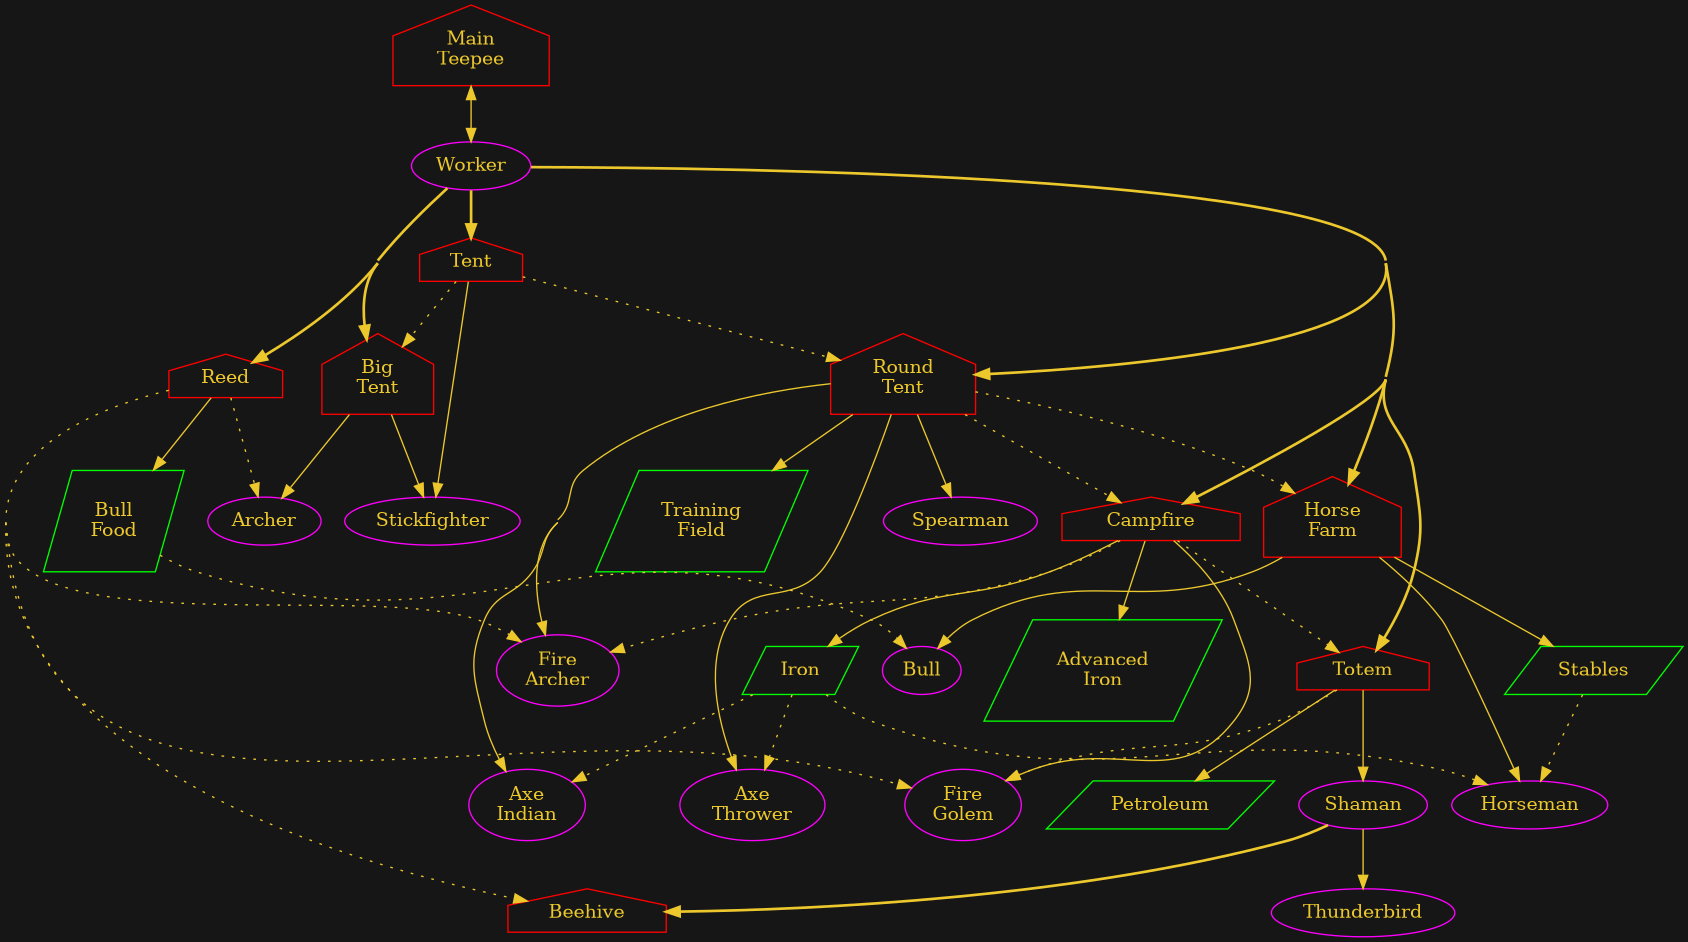 Main
Teepee
Worker
Tent
Reed
Big
Tent
Round
Tent
Bull
Food
Archer
Stickfighter
Training
Field
Spearman
Campfire
Horse
Farm
Fire
Archer
Iron
Bull
Advanced
Iron
Totem
Stables
Axe
Indian
Axe
Thrower
Fire
Golem
Petroleum
Shaman
Horseman
Beehive
Thunderbird